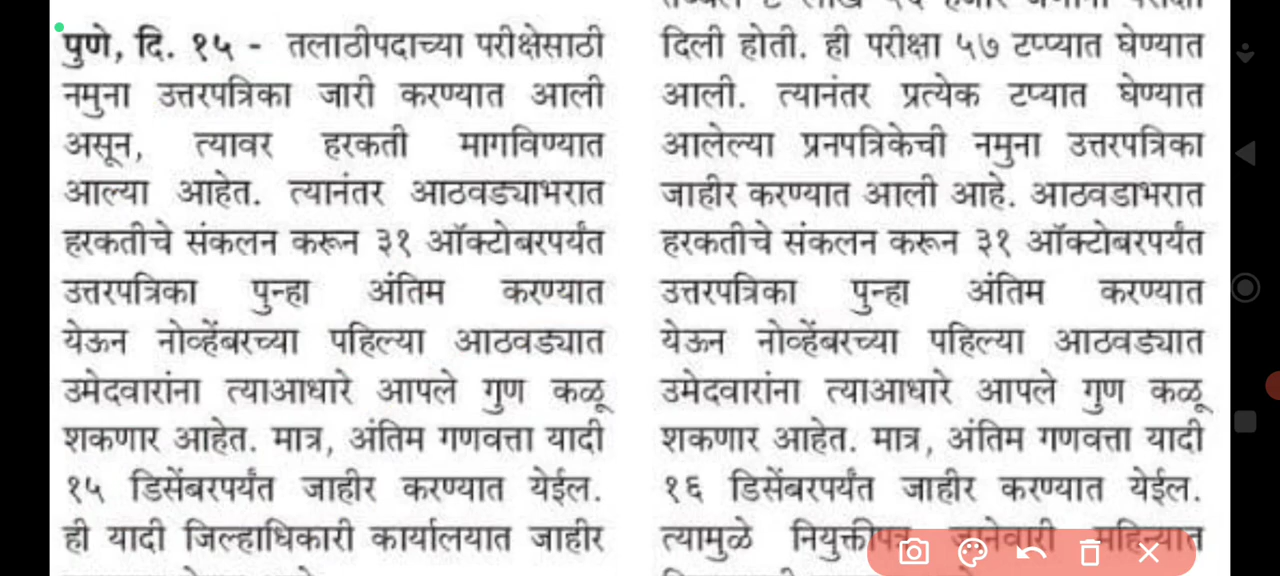 पुणे, दि. १५ - तलाठीपदाच्या परीक्षेसाठी
नमुना उत्तरपत्रिका जारी करण्यात आली
असून, त्यावर हरकती मागविण्यात
आल्या आहेत. त्यानंतर आठवड्याभरात
हरकतीचे संकलन करून ३१ ऑक्टोबरपर्यंत
उत्तरपत्रिका पुन्हा अंतिम करण्यात
येऊन नोव्हेंबरच्या पहिल्या आठवड्यात
उमेदवारांना त्याआधारे आपले गुण कळू
शकणार आहेत. मात्र, अंतिम गणवत्ता यादी
१५ डिसेंबरपर्यंत जाहीर करण्यात येईल.
ही यादी जिल्हाधिकारी कार्यालयात जाहीर
दिली होती. ही परीक्षा ५७ टप्प्यात घेण्यात
आली. त्यानंतर प्रत्येक टप्यात घेण्यात
आलेल्या प्रनपत्रिकेची नमुना उत्तरपत्रिका
जाहीर करण्यात आली आहे. आठवडाभरात
हरकतीचे संकलन करून ३१ ऑक्टोबरपर्यंत
उत्तरपत्रिका पुन्हा अंतिम करण्यात
येऊन नोव्हेंबरच्या पहिल्या आठवड्यात
उमेदवारांना त्याआधारे आपले गुण कळू
शकणार आहेत. मात्र, अंतिम गणवत्ता यादी
१६ डिसेंबरपर्यंत जाहीर करण्यात येईल.
त्यामुळे नियुक्तीपत्र जानेवारी महिन्यात